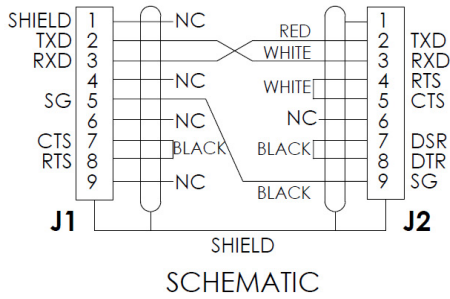 SHIELD 1 NC 1
TXD 2 RED 2 TXD
RXD 3 WHITE 3 RXD
4 NC WHITE 4 RTS
SG 5 5 CTS
6 NC NC 6
CTS 7 BLACK BLACK 7 DSR
RTS 8 8 DTR
9 NC BLACK 9 SG
J1 J2
SHIELD
SCHEMATIC